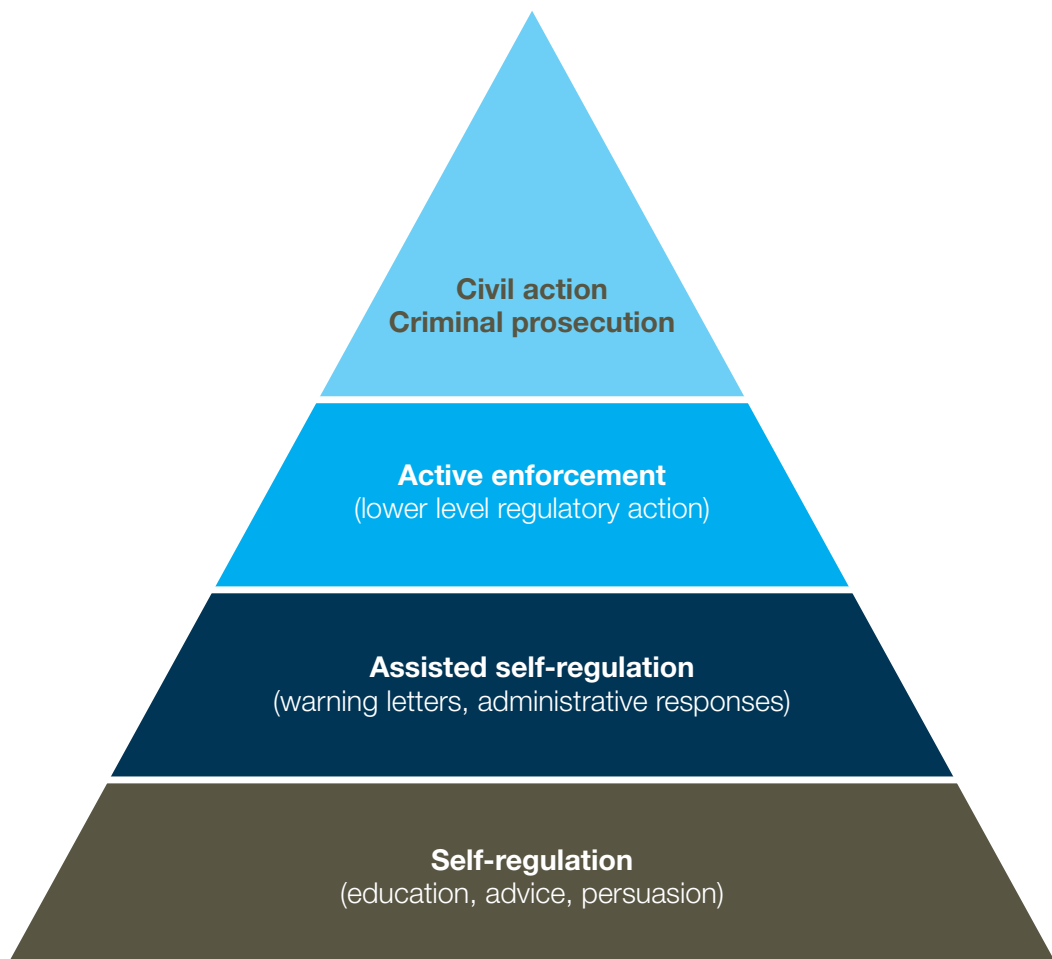 Civil action
Criminal prosecution
Active enforcement
(lower level regulatory action)
Assisted self-regulation
(warning letters, administrative responses)
Self-regulation
(education, advice, persuasion)